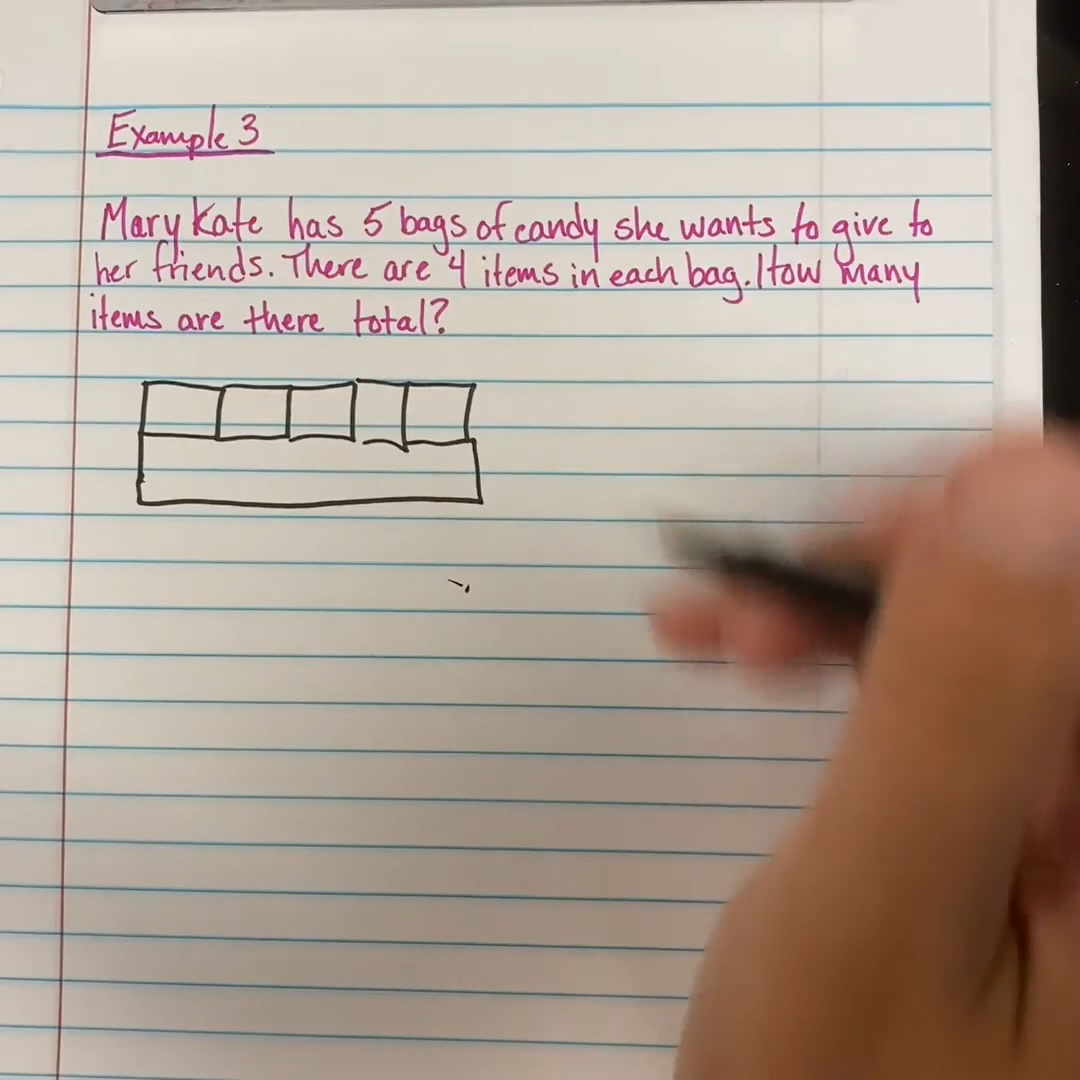 Example 3
Mary Kate has 5 bags of candy she wants to give to
her friends. There are 4 items in each bag. How many
items are there total?